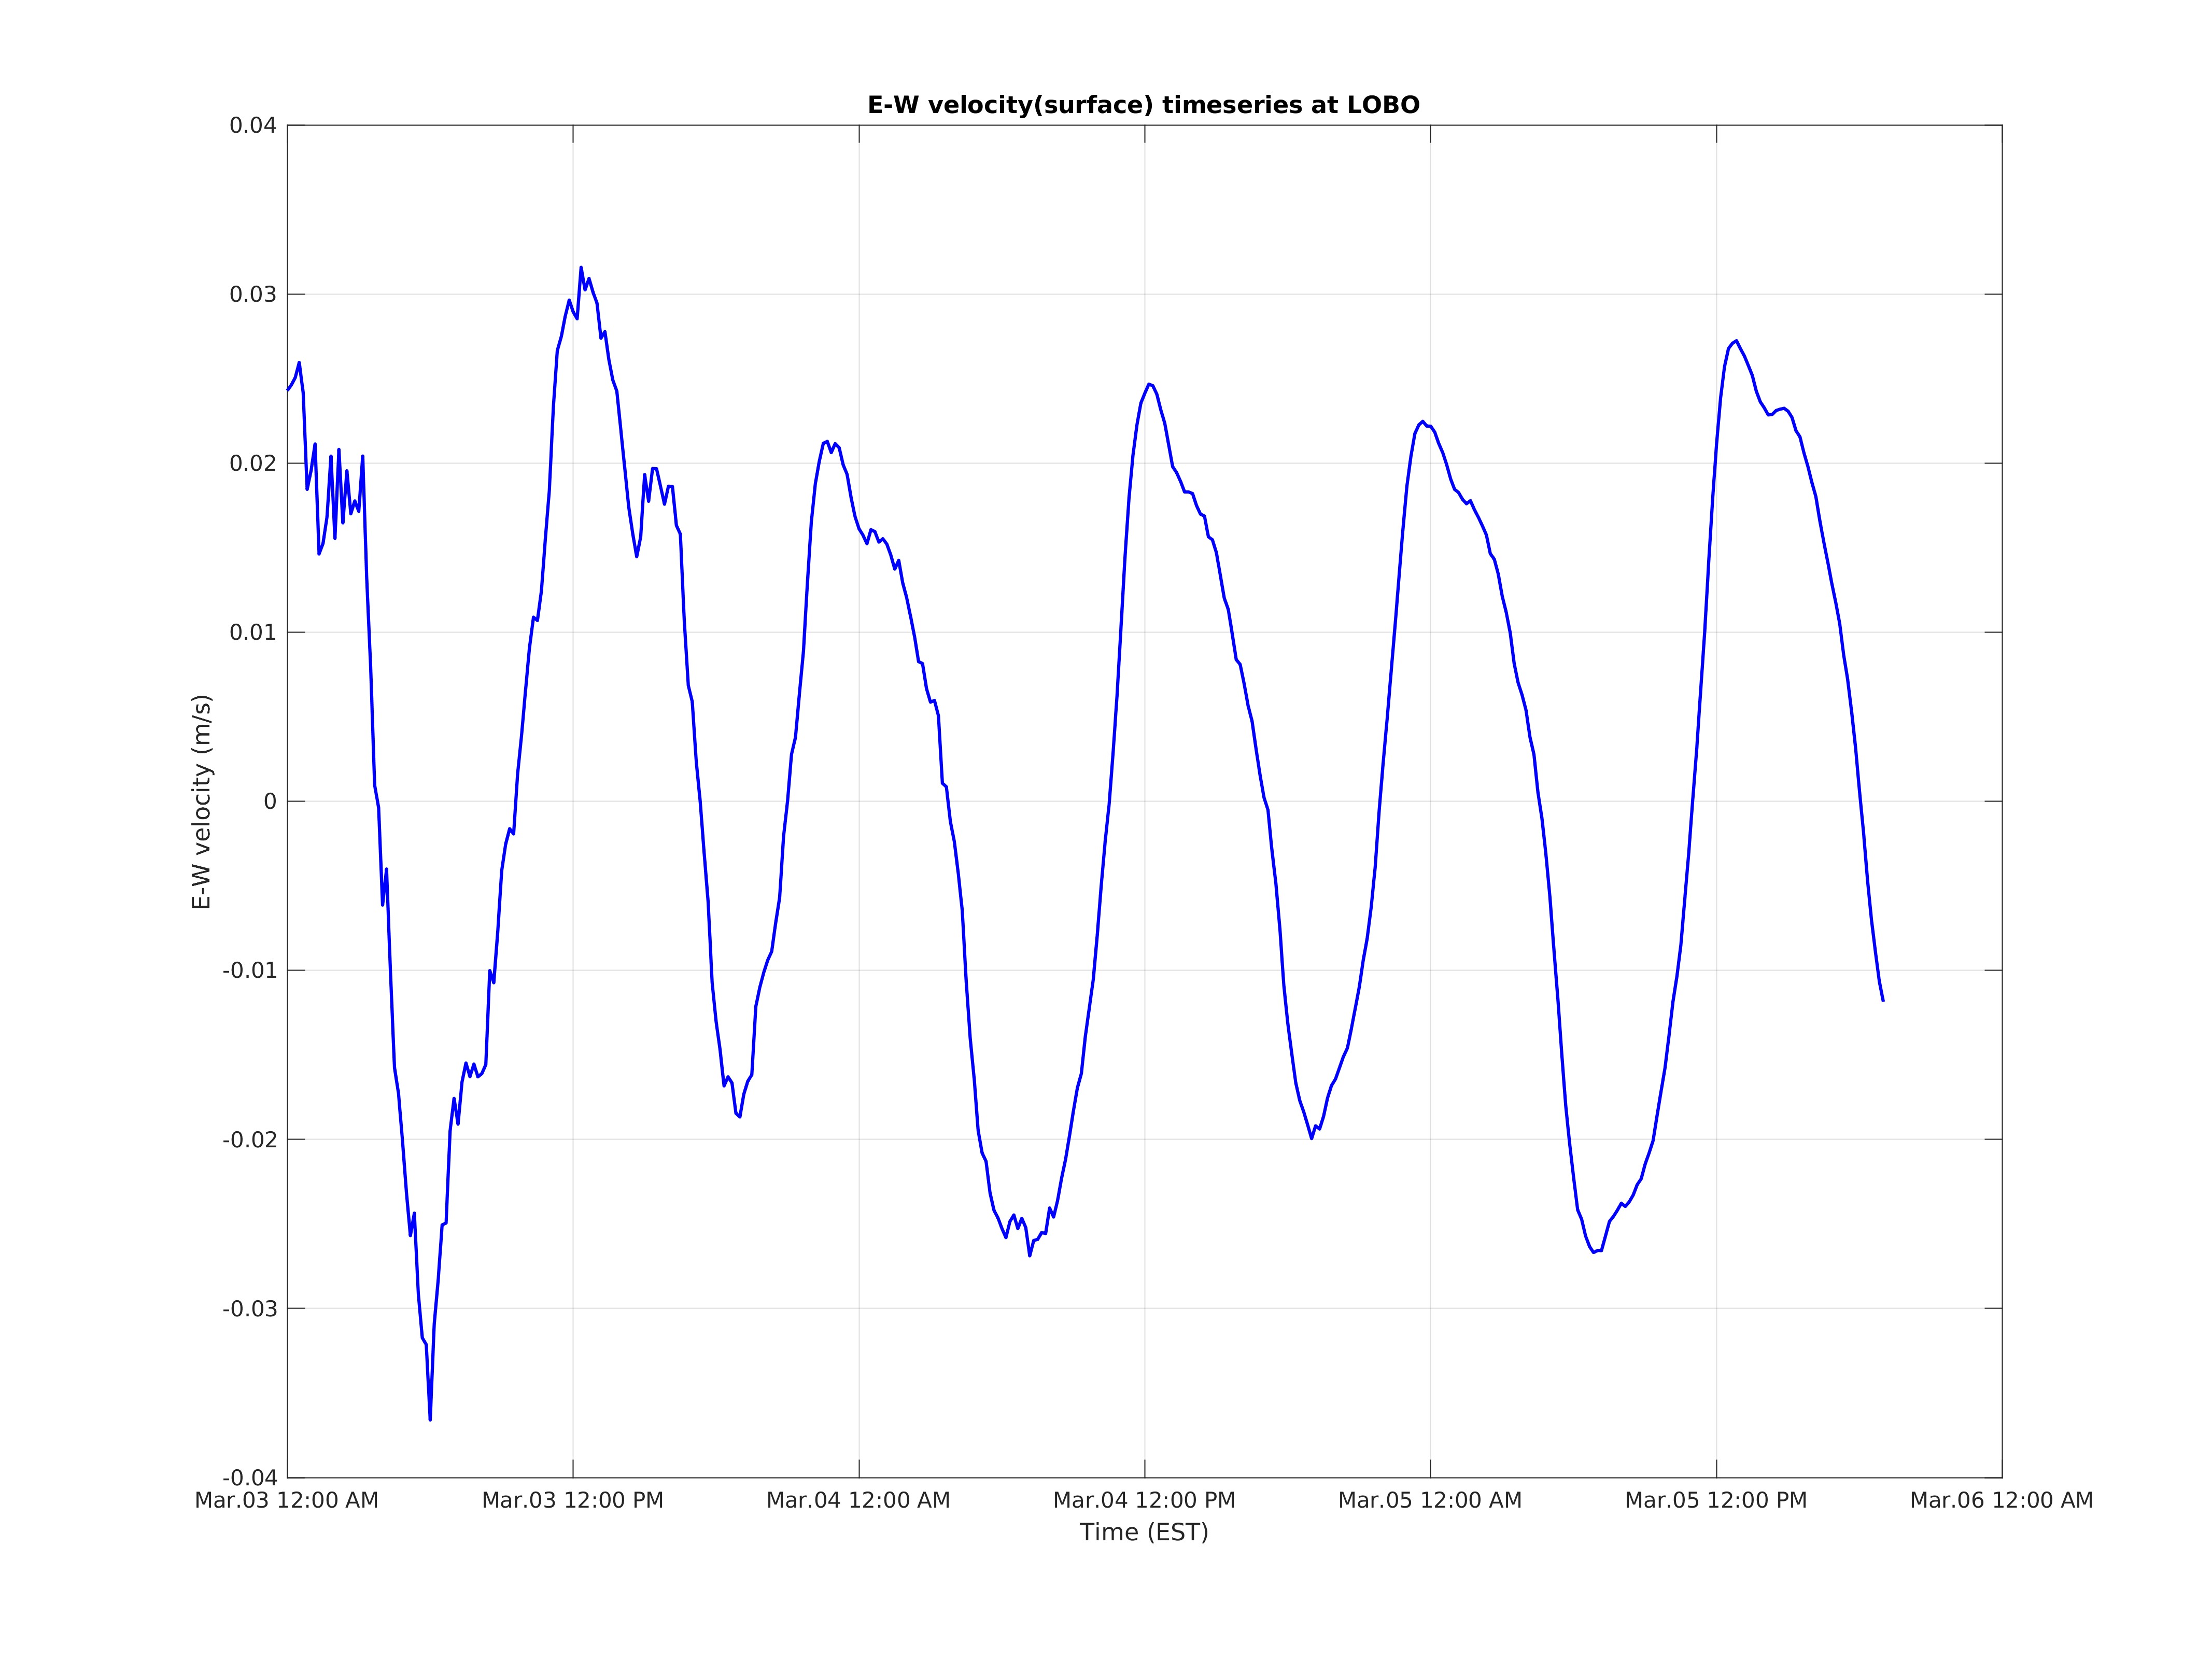 E-W velocity(surface) timeseries at LOBO
0.04
0.03
0.02
0.01
0
-0.01
-0.02
-0.03
-0.04
E-W velocity (m/s)
Mar.03 12:00 AM Mar.03 12:00 PM Mar.04 12:00 AM Mar.04 12:00 PM Mar.05 12:00 AM Mar.05 12:00 PM Mar.06 12:00 AM
Time (EST)